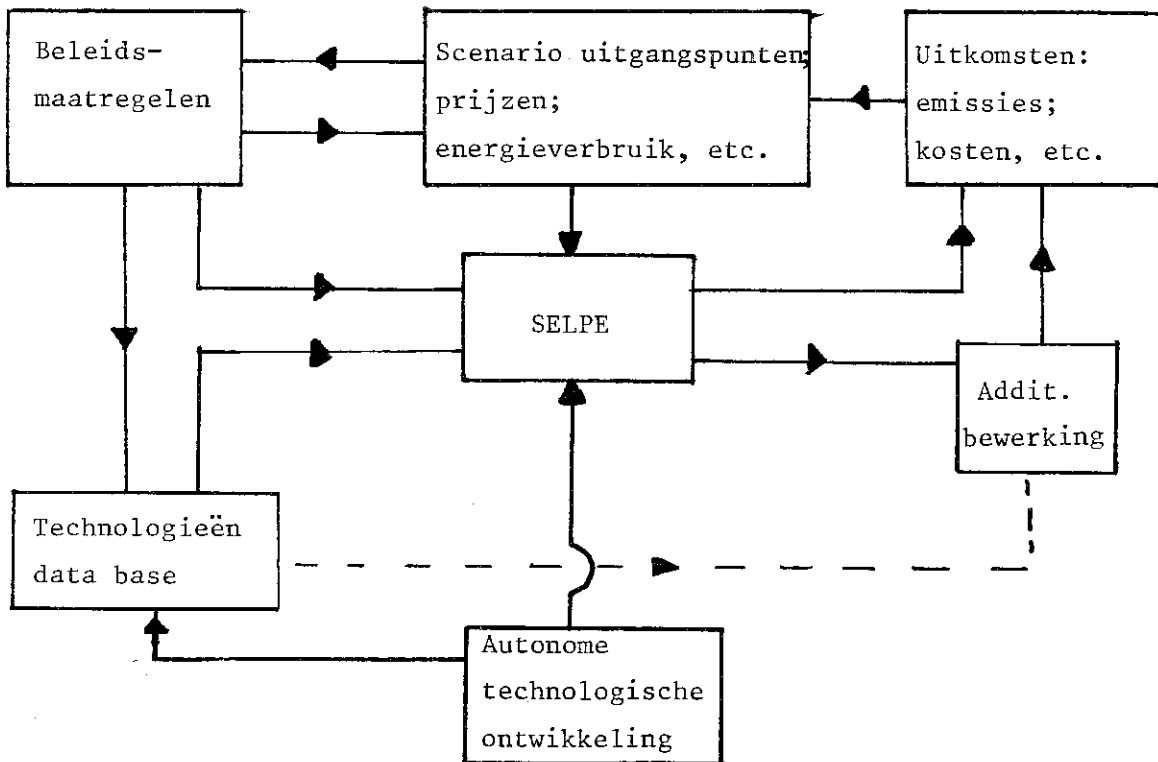 Beleids-
maatregelen
Scenario uitgangspunten;
prijzen;
energieverbruik, etc.
Uitkomsten:
emissies;
kosten, etc.
SELPE
Addit.
bewerking
Technologieën
data base
Autonome
technologische
ontwikkeling